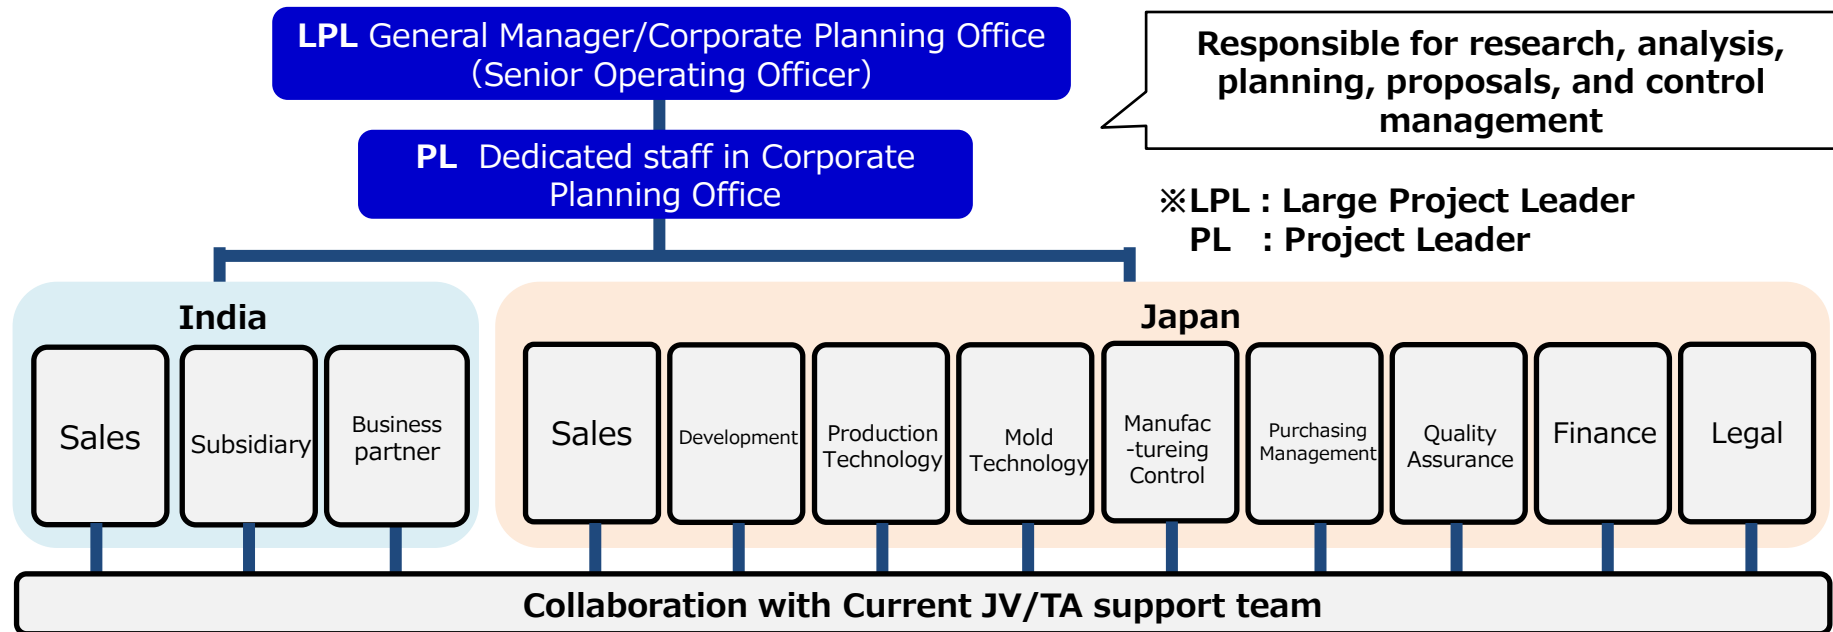 LPL General Manager/Corporate Planning Office
（Senior Operating Officer）
Responsible for research, analysis,
planning, proposals, and control
management
PL Dedicated staff in Corporate
Planning Office
※LPL : Large Project Leader
PL : Project Leader
India
Sales
Subsidiary
Business
partner
Japan
Sales
Development
Production
Technology
Mold
Technology
Manufac
-tureing
Control
Purchasing
Management
Quality
Assurance
Finance
Legal
Collaboration with Current JV/TA support team